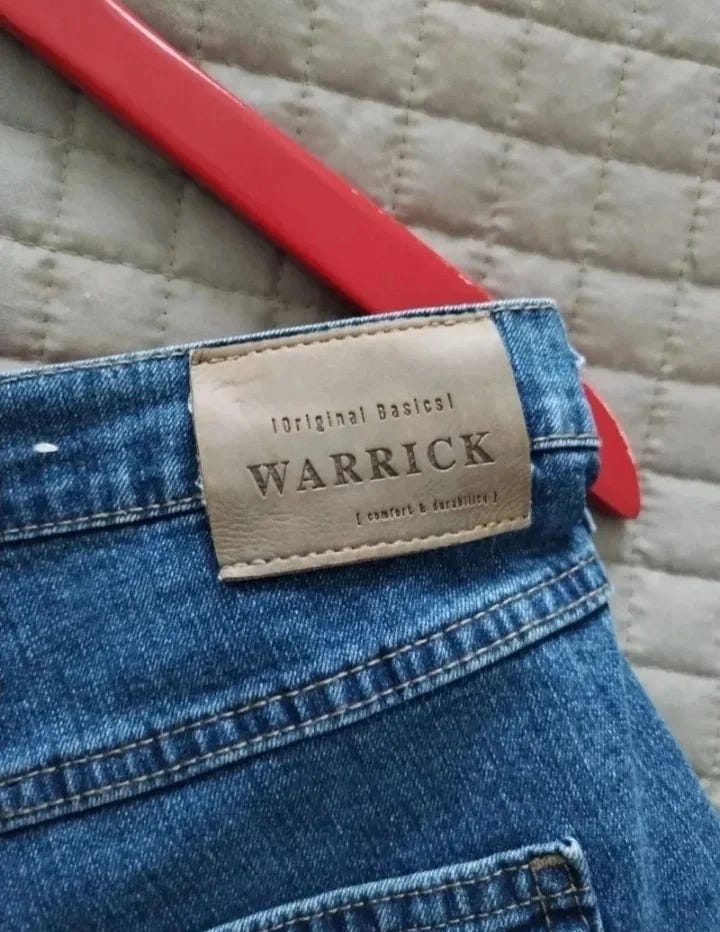 [Original Basics]
WARRICK
[ comfort & durability ]